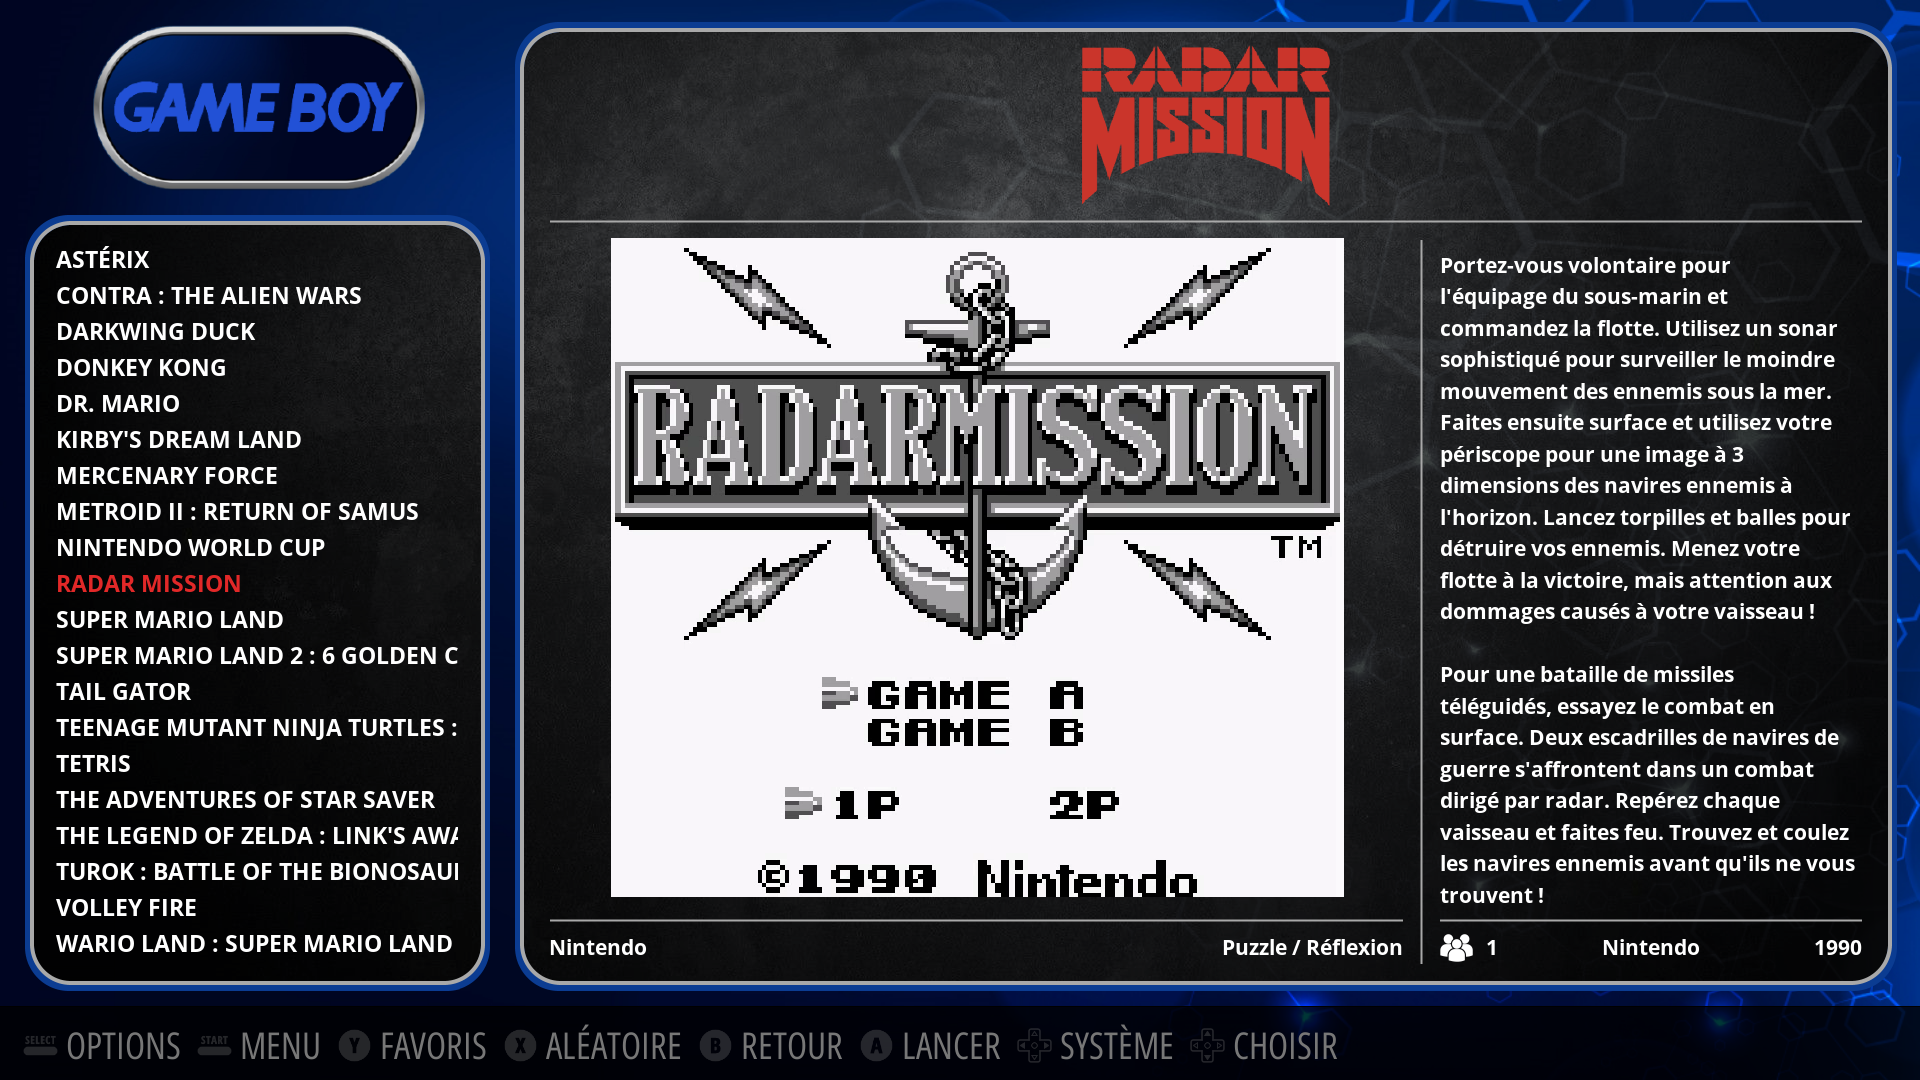 GAME BOY
ASTÉRIX
CONTRA : THE ALIEN WARS
DARKWING DUCK
DONKEY KONG
DR. MARIO
KIRBY'S DREAM LAND
MERCENARY FORCE
METROID II : RETURN OF SAMUS
NINTENDO WORLD CUP
RADAR MISSION
SUPER MARIO LAND
SUPER MARIO LAND 2 : 6 GOLDEN C
TAIL GATOR
TEENAGE MUTANT NINJA TURTLES :
TETRIS
THE ADVENTURES OF STAR SAVER
THE LEGEND OF ZELDA : LINK'S AWA
TUROK : BATTLE OF THE BIONOSAUR
VOLLEY FIRE
WARIO LAND : SUPER MARIO LAND
RADAR
MISSION
RADARMISSION
TM
GAME A
GAME B
1P 2P
©1990 Nintendo
Nintendo
Puzzle / Réflexion
Portez-vous volontaire pour
l'équipage du sous-marin et
commandez la flotte. Utilisez un sonar
sophistiqué pour surveiller le moindre
mouvement des ennemis sous la mer.
Faites ensuite surface et utilisez votre
périscope pour une image à 3
dimensions des navires ennemis à
l'horizon. Lancez torpilles et balles pour
détruire vos ennemis. Menez votre
flotte à la victoire, mais attention aux
dommages causés à votre vaisseau !
Pour une bataille de missiles
téléguidés, essayez le combat en
surface. Deux escadrilles de navires de
guerre s'affrontent dans un combat
dirigé par radar. Repérez chaque
vaisseau et faites feu. Trouvez et coulez
les navires ennemis avant qu'ils ne vous
trouvent !
1 Nintendo 1990
SELECT OPTIONS START MENU Y FAVORIS X ALÉATOIRE B RETOUR A LANCER SYSTÈME CHOISIR